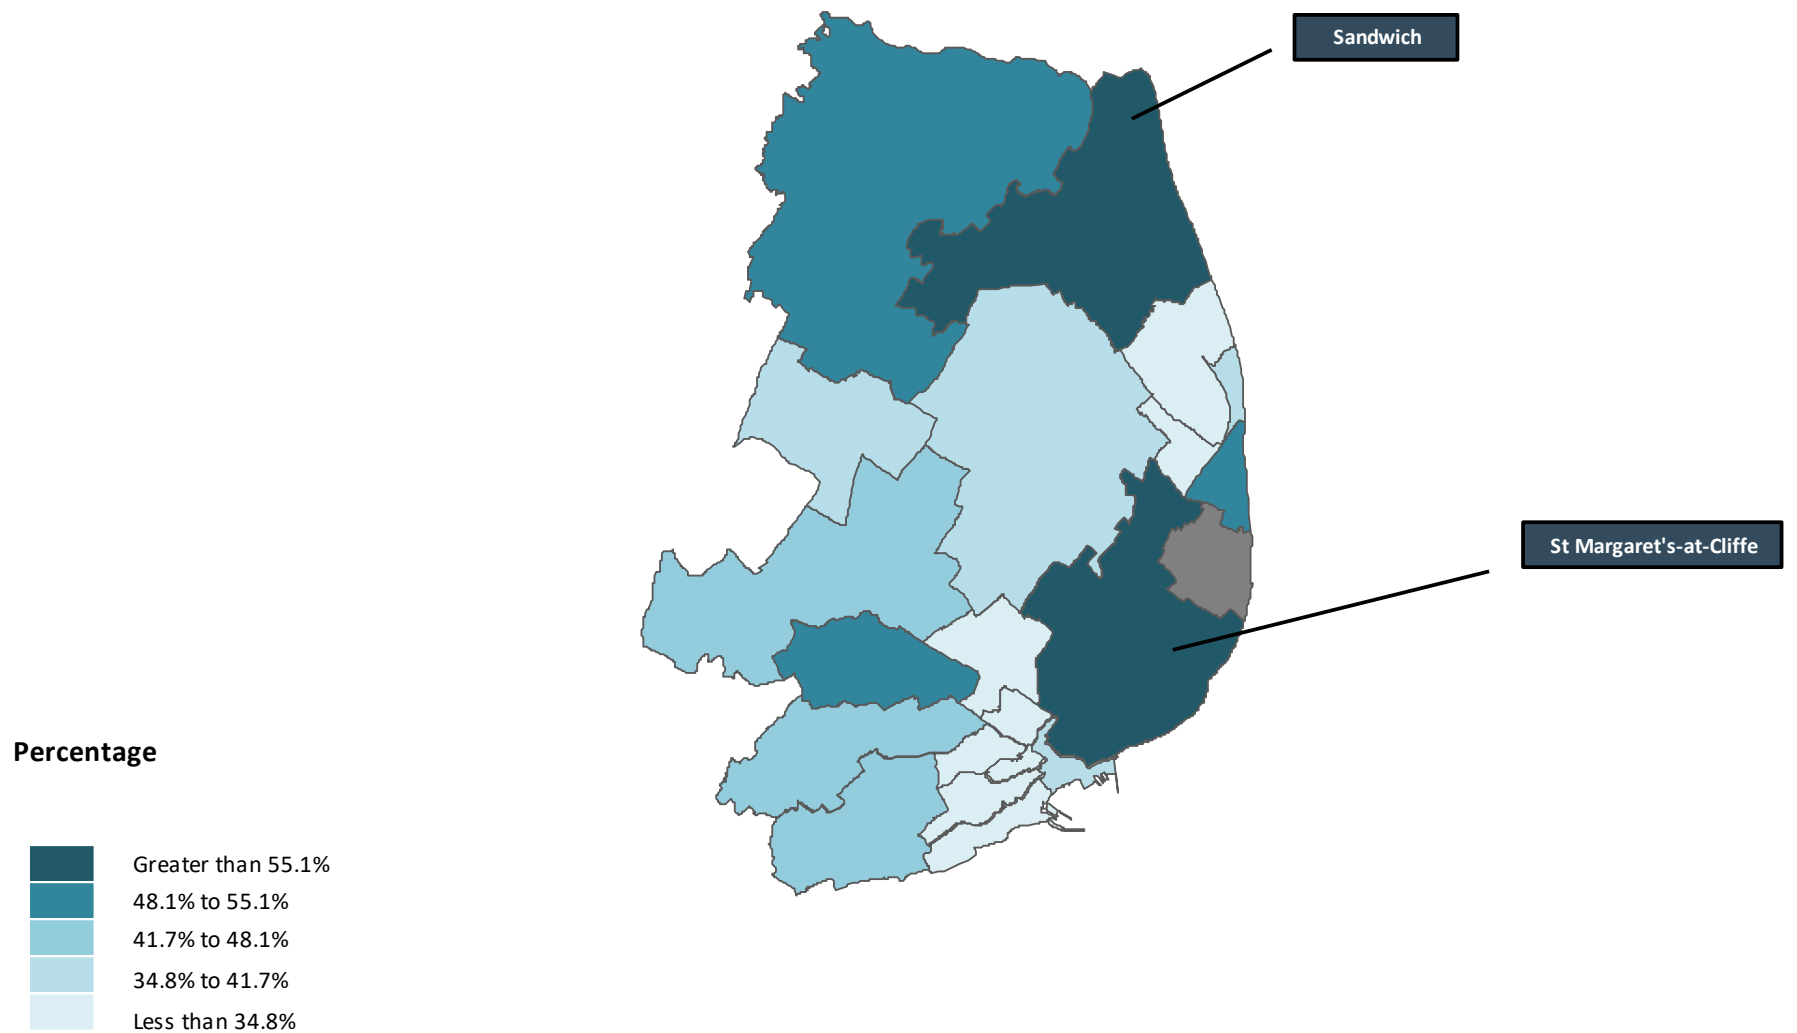 Sandwich
St Margaret's-at-Cliffe
Percentage
Greater than 55.1%
48.1% to 55.1%
41.7% to 48.1%
34.8% to 41.7%
Less than 34.8%